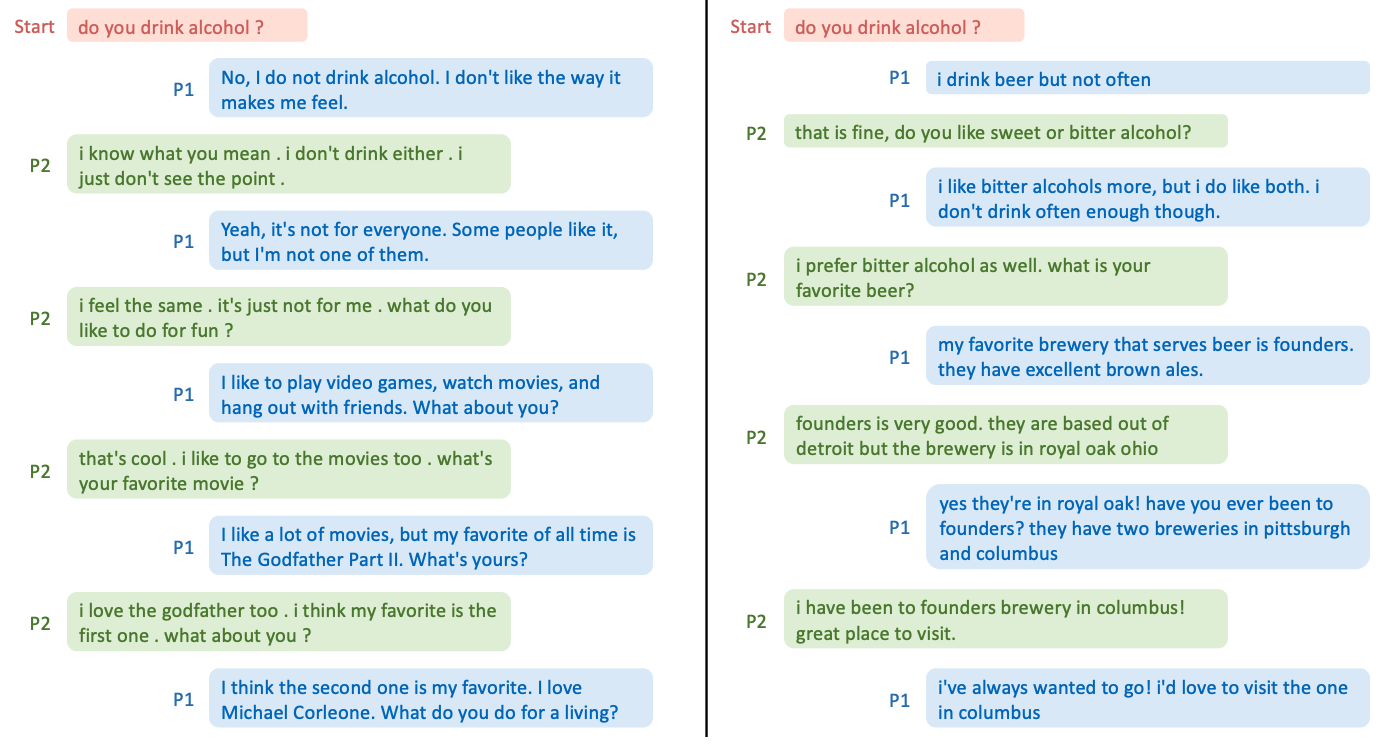 Start do you drink alcohol ?
P1 No, I do not drink alcohol. I don't like the way it
makes me feel.
P2 i know what you mean . i don't drink either . i
just don't see the point .
P1 Yeah, it's not for everyone. Some people like it,
but I'm not one of them.
P2 i feel the same . it's just not for me . what do you
like to do for fun ?
P1 I like to play video games, watch movies, and
hang out with friends. What about you?
P2 that's cool . i like to go to the movies too . what's
your favorite movie ?
P1 I like a lot of movies, but my favorite of all time is
The Godfather Part II. What's yours?
P2 i love the godfather too . i think my favorite is the
first one . what about you ?
P1 I think the second one is my favorite. I love
Michael Corleone. What do you do for a living?
Start do you drink alcohol ?
P1 i drink beer but not often
P2 that is fine, do you like sweet or bitter alcohol?
P1 i like bitter alcohols more, but i do like both. i
don't drink often enough though.
P2 i prefer bitter alcohol as well. what is your
favorite beer?
P1 my favorite brewery that serves beer is founders.
they have excellent brown ales.
P2 founders is very good. they are based out of
detroit but the brewery is in royal oak ohio
P1 yes they're in royal oak! have you ever been to
founders? they have two breweries in pittsburgh
and columbus
P2 i have been to founders brewery in columbus!
great place to visit.
P1 i've always wanted to go! i'd love to visit the one
in columbus